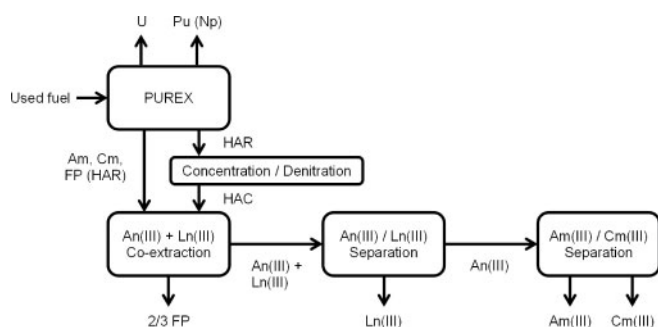 U
Pu (Np)
Used fuel
PUREX
Am, Cm,
FP (HAR)
HAR
Concentration / Denitration
HAC
An(III) + Ln(III)
Co-extraction
An(III) +
Ln(III)
An(III) / Ln(III)
Separation
An(III)
Am(III) / Cm(III)
Separation
2/3 FP
Ln(III)
Am(III)
Cm(III)